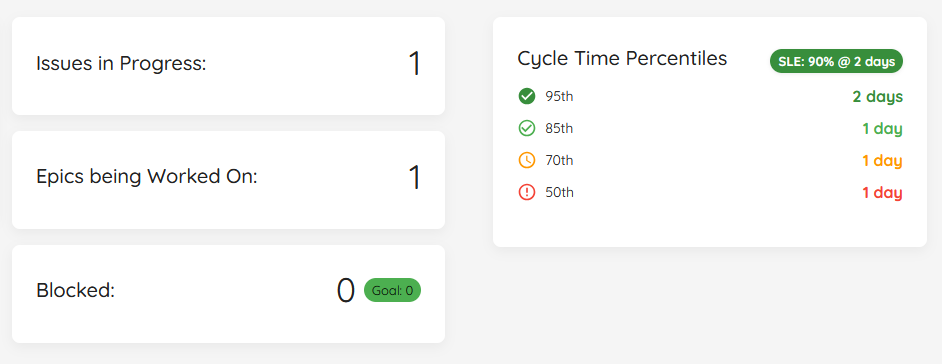 Issues in Progress: 1
Epics being Worked On: 1
Blocked: 0 Goal: 0
Cycle Time Percentiles SLE: 90% @ 2 days
95th 2 days
85th 1 day
70th 1 day
50th 1 day